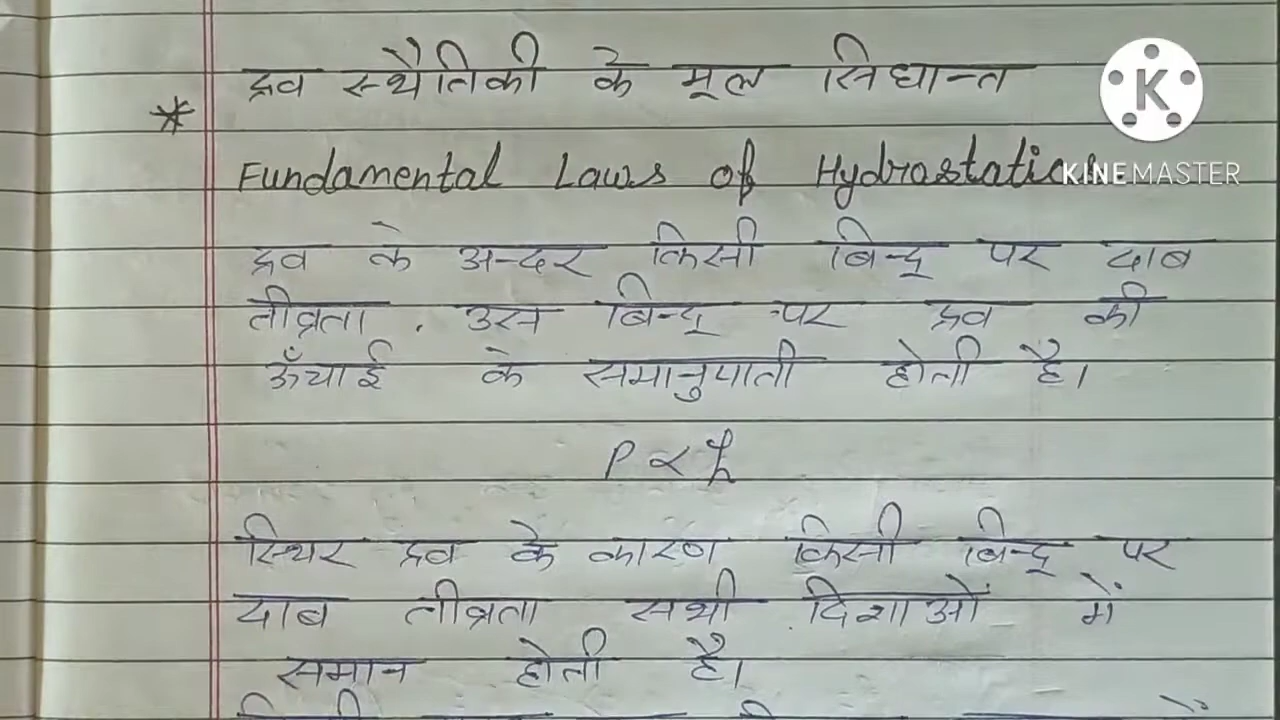 द्रव स्थैतिकी के मूल सिधान्त
K
*
Fundamental Laws of Hydrostatics
KINEMASTER
द्रव के अन्दर किसी बिन्दू पर दाब
तीव्रता . उस बिन्दू पर द्रव की
ऊँचाई के समानुपाती होती है।
P ∝ h
स्थिर द्रव के कारण किसी बिन्दू पर
दाब तीव्रता सभी दिशाओं में
समान होती है।